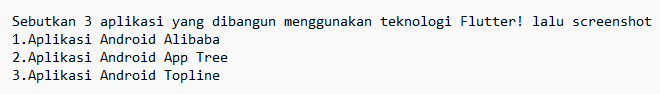 Sebutkan 3 aplikasi yang dibangun menggunakan teknologi Flutter! lalu screenshot
1.Aplikasi Android Alibaba
2.Aplikasi Android App Tree
3.Aplikasi Android Topline